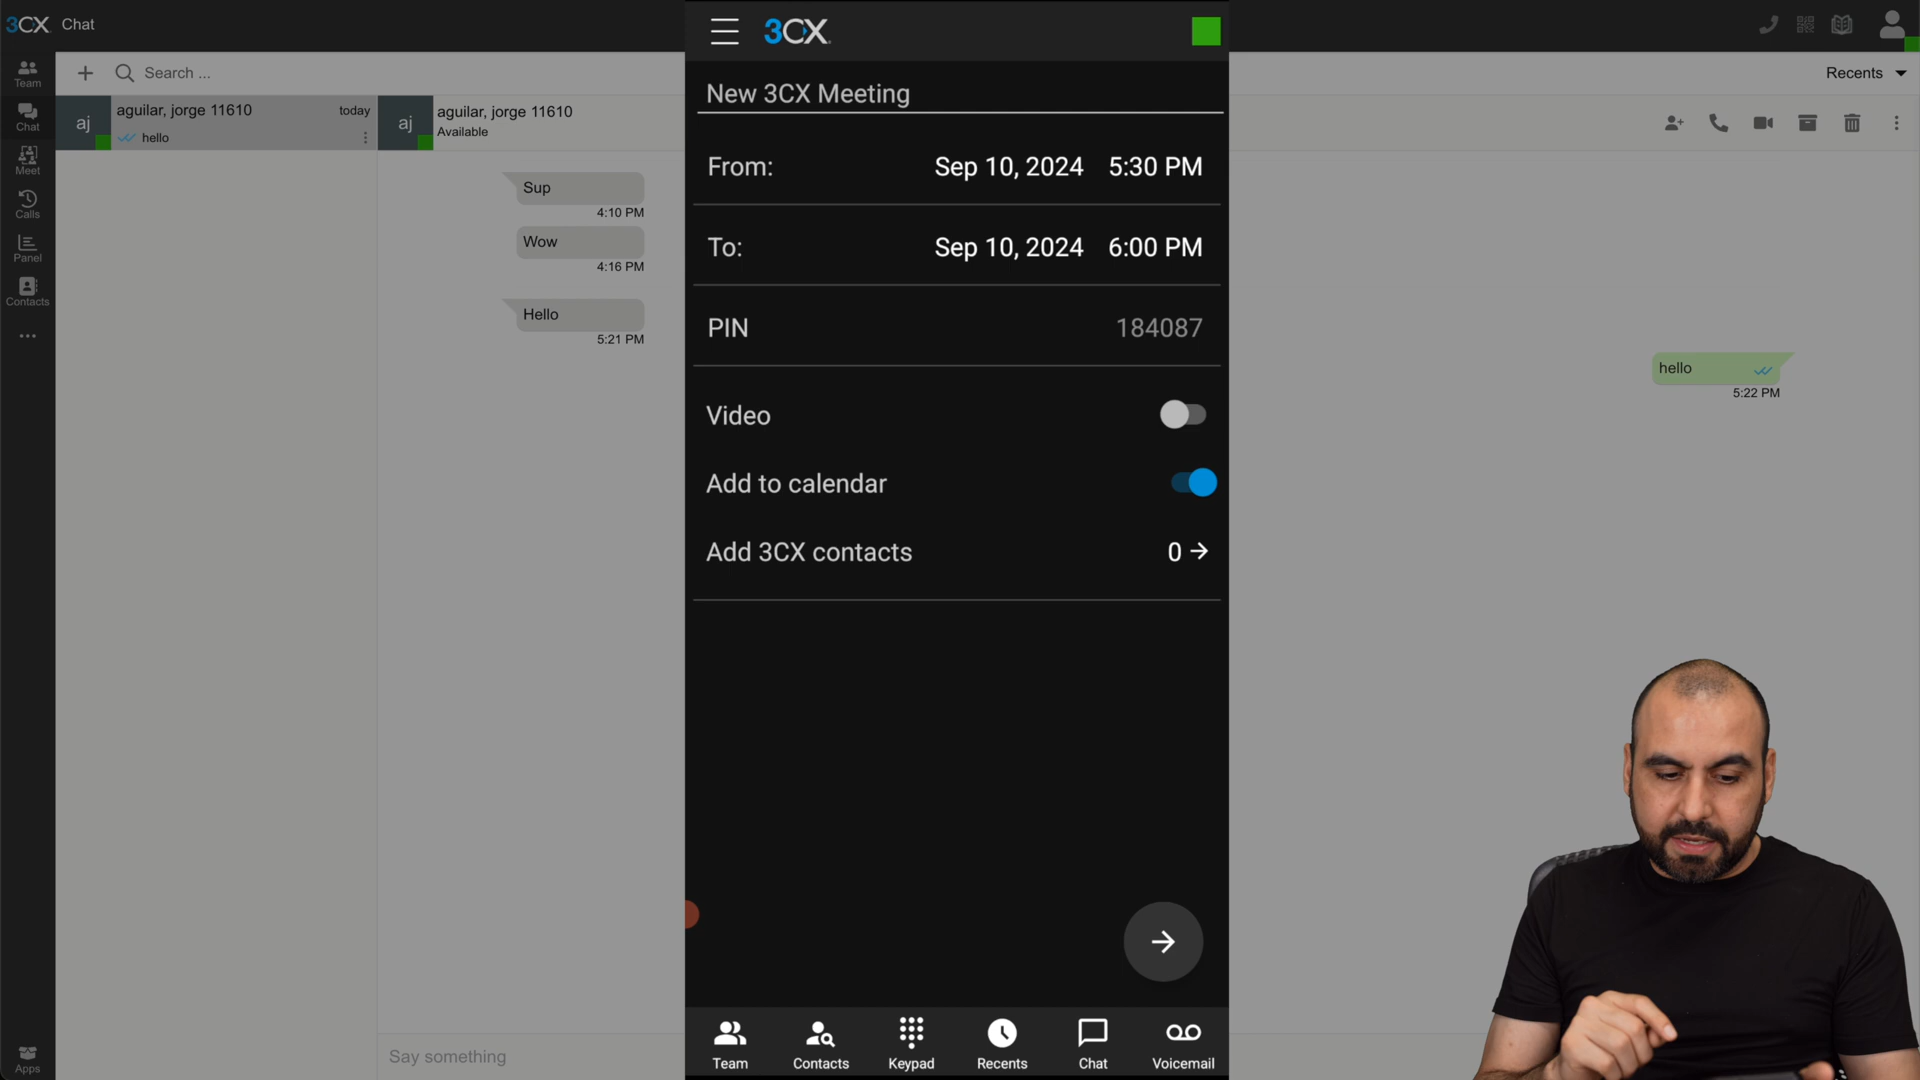 3CX Chat
Team
Chat
Meet
Calls
Panel
Contacts
Apps
Search ...
Recents
aguilar, jorge 11610
today
hello
aj
aj
aguilar, jorge 11610
Available
Sup
4:10 PM
Wow
4:16 PM
Hello
5:21 PM
hello
5:22 PM
Say something
3CX
New 3CX Meeting
From: Sep 10, 2024 5:30 PM
To: Sep 10, 2024 6:00 PM
PIN 184087
Video
Add to calendar
Add 3CX contacts 0
Team Contacts Keypad Recents Chat Voicemail